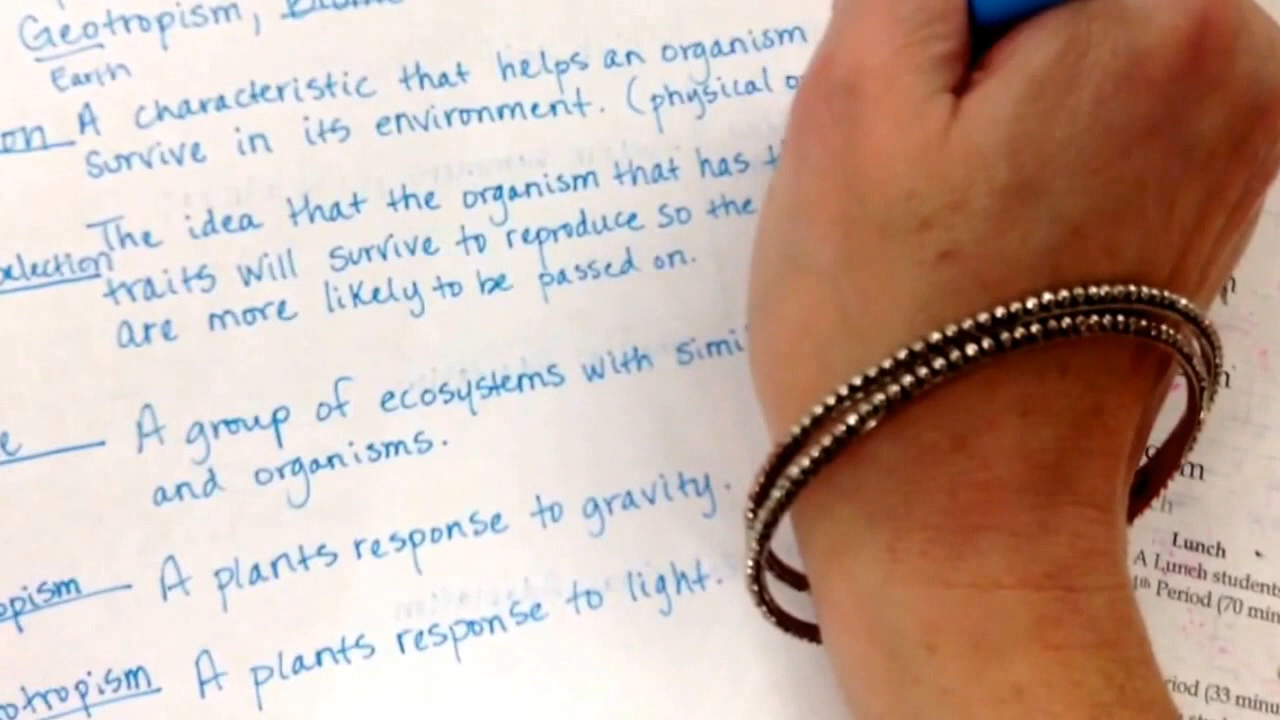 Geotropism,
Earth
on A characteristic that helps an organism
survive in its environment. (physical o
The idea that the organism that has t
election traits will survive to reproduce so the
are more likely to be passed on.
e A group of ecosystems with simi
and organisms.
opism A plants response to gravity.
otropism A plants response to light.
Lunch
A Lunch students
4th Period (70 min
riod (33 minu